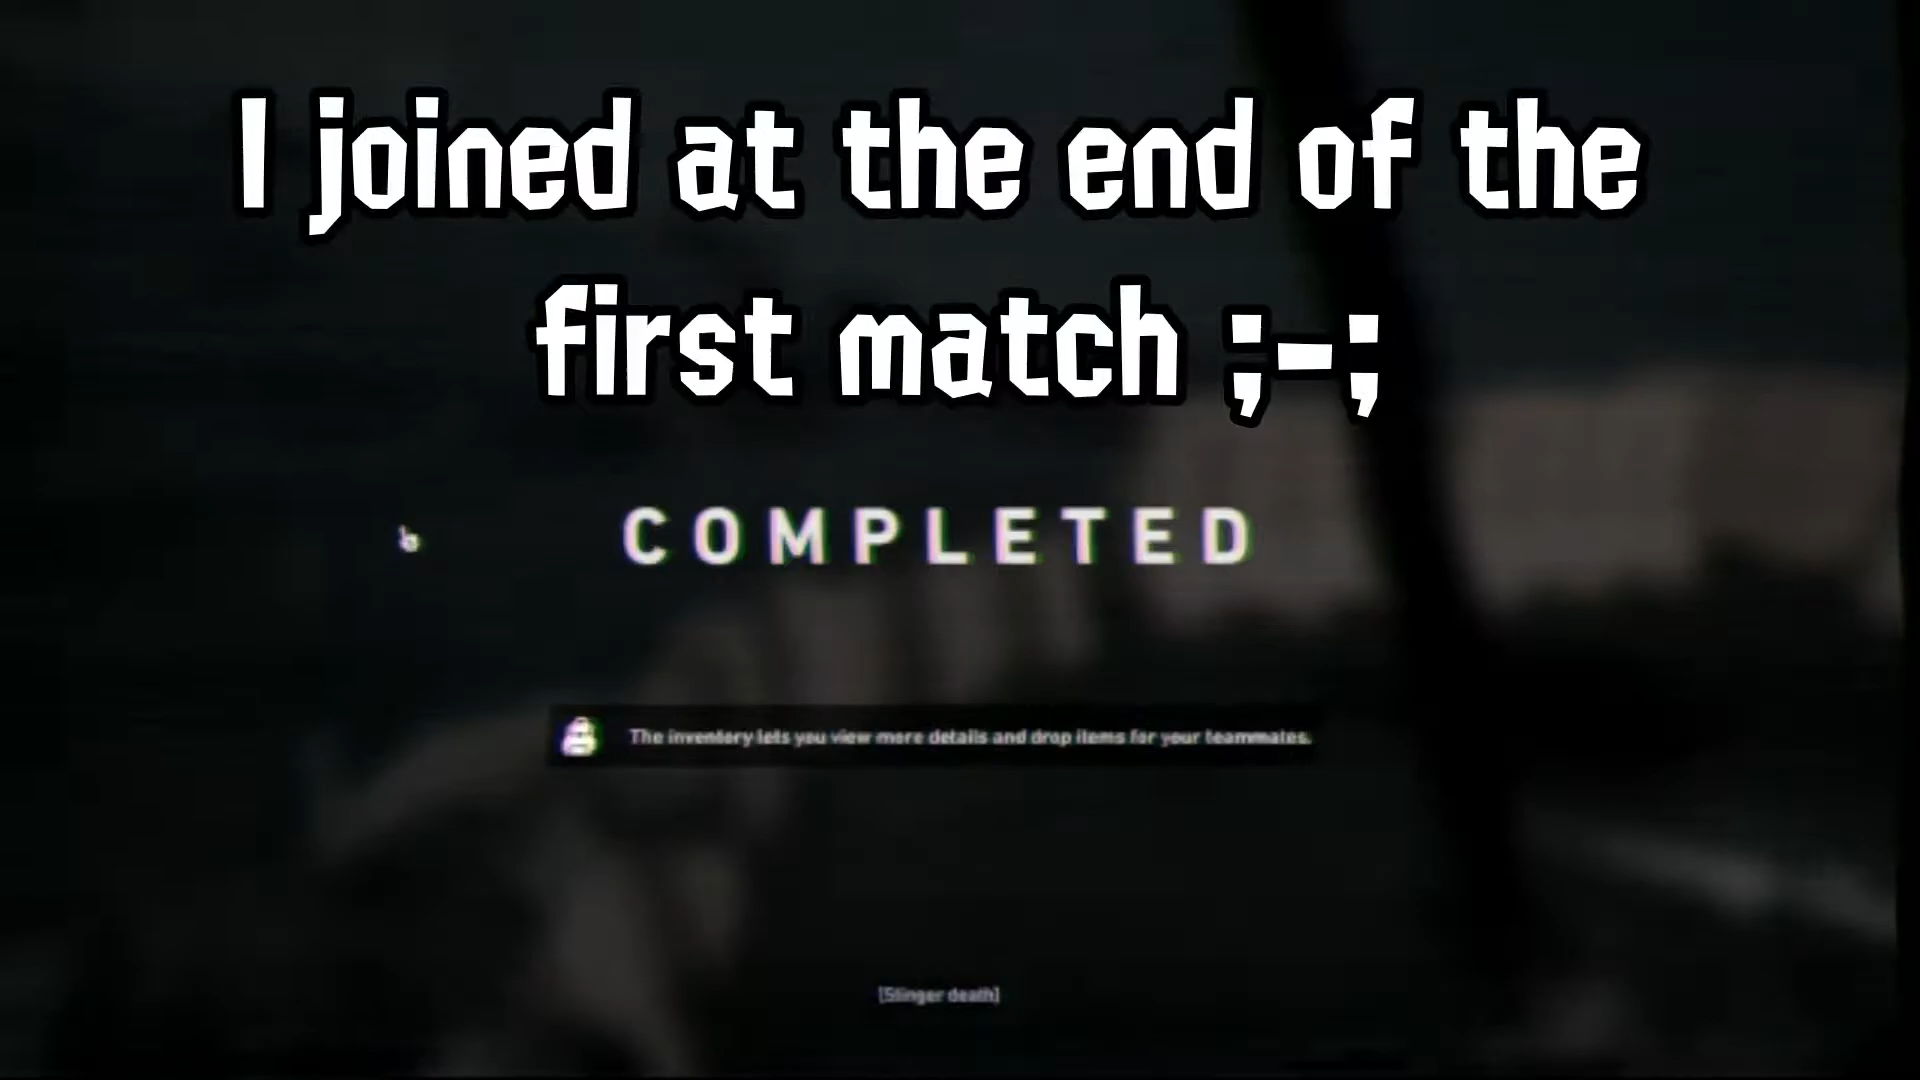 I joined at the end of the
first match ;-;
COMPLETED
The inventory lets you view more details and drop items for your teammates.
[Stinger death]